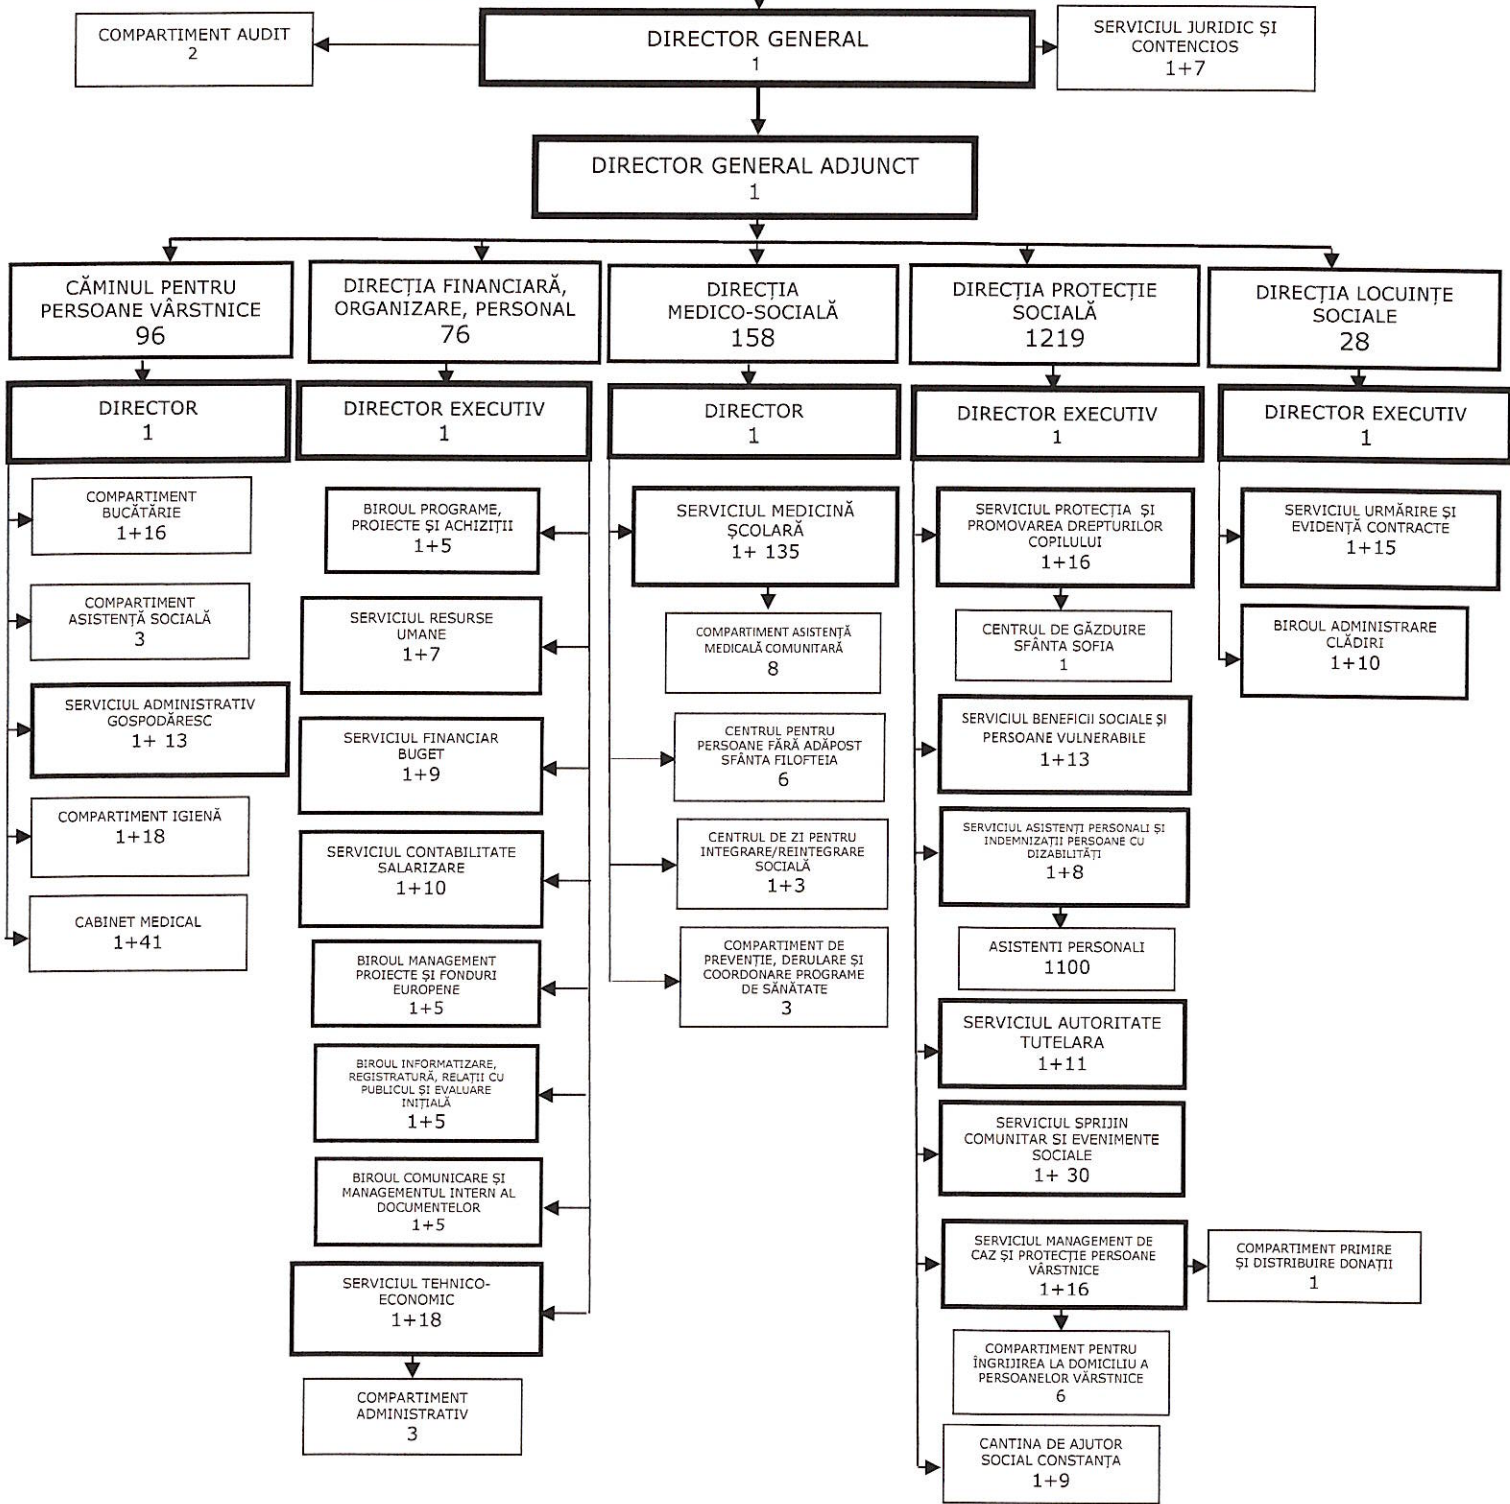 COMPARTIMENT AUDIT
2
DIRECTOR GENERAL
1
SERVICIUL JURIDIC ȘI
CONTENCIOS
1+7
DIRECTOR GENERAL ADJUNCT
1
CĂMINUL PENTRU
PERSOANE VÂRSTNICE
96
DIRECȚIA FINANCIARĂ,
ORGANIZARE, PERSONAL
76
DIRECȚIA
MEDICO-SOCIALĂ
158
DIRECȚIA PROTECȚIE
SOCIALĂ
1219
DIRECȚIA LOCUINȚE
SOCIALE
28
DIRECTOR
1
DIRECTOR EXECUTIV
1
DIRECTOR
1
DIRECTOR EXECUTIV
1
DIRECTOR EXECUTIV
1
COMPARTIMENT
BUCĂTĂRIE
1+16
COMPARTIMENT
ASISTENȚĂ SOCIALĂ
3
SERVICIUL ADMINISTRATIV
GOSPODĂRESC
1+ 13
COMPARTIMENT IGIENĂ
1+18
CABINET MEDICAL
1+41
BIROUL PROGRAME,
PROIECTE ȘI ACHIZIȚII
1+5
SERVICIUL RESURSE
UMANE
1+7
SERVICIUL FINANCIAR
BUGET
1+9
SERVICIUL CONTABILITATE
SALARIZARE
1+10
BIROUL MANAGEMENT
PROIECTE ȘI FONDURI
EUROPENE
1+5
BIROUL INFORMATIZARE,
REGISTRATURĂ, RELAȚII CU
PUBLICUL ȘI EVALUARE
INIȚIALĂ
1+5
BIROUL COMUNICARE ȘI
MANAGEMENTUL INTERN AL
DOCUMENTELOR
1+5
SERVICIUL TEHNICO-
ECONOMIC
1+18
COMPARTIMENT
ADMINISTRATIV
3
SERVICIUL MEDICINĂ
ȘCOLARĂ
1+ 135
COMPARTIMENT ASISTENȚĂ
MEDICALĂ COMUNITARĂ
8
CENTRUL PENTRU
PERSOANE FĂRĂ ADĂPOST
SFÂNTA FILOFTEIA
6
CENTRUL DE ZI PENTRU
INTEGRARE/REINTEGRARE
SOCIALĂ
1+3
COMPARTIMENT DE
PREVENȚIE, DERULARE ȘI
COORDONARE PROGRAME
DE SĂNĂTATE
3
SERVICIUL PROTECȚIA ȘI
PROMOVAREA DREPTURILOR
COPILULUI
1+16
CENTRUL DE GĂZDUIRE
SFÂNTA SOFIA
1
SERVICIUL BENEFICII SOCIALE ȘI
PERSOANE VULNERABILE
1+13
SERVICIUL ASISTENȚI PERSONALI ȘI
INDEMNIZAȚII PERSOANE CU
DIZABILITĂȚI
1+8
ASISTENTI PERSONALI
1100
SERVICIUL AUTORITATE
TUTELARA
1+11
SERVICIUL SPRIJIN
COMUNITAR SI EVENIMENTE
SOCIALE
1+ 30
SERVICIUL MANAGEMENT DE
CAZ ȘI PROTECȚIE PERSOANE
VÂRSTNICE
1+16
COMPARTIMENT PRIMIRE
ȘI DISTRIBUIRE DONAȚII
1
COMPARTIMENT PENTRU
ÎNGRIJIREA LA DOMICILIU A
PERSOANELOR VÂRSTNICE
6
CANTINA DE AJUTOR
SOCIAL CONSTANȚA
1+9
SERVICIUL URMĂRIRE ȘI
EVIDENȚĂ CONTRACTE
1+15
BIROUL ADMINISTRARE
CLĂDIRI
1+10